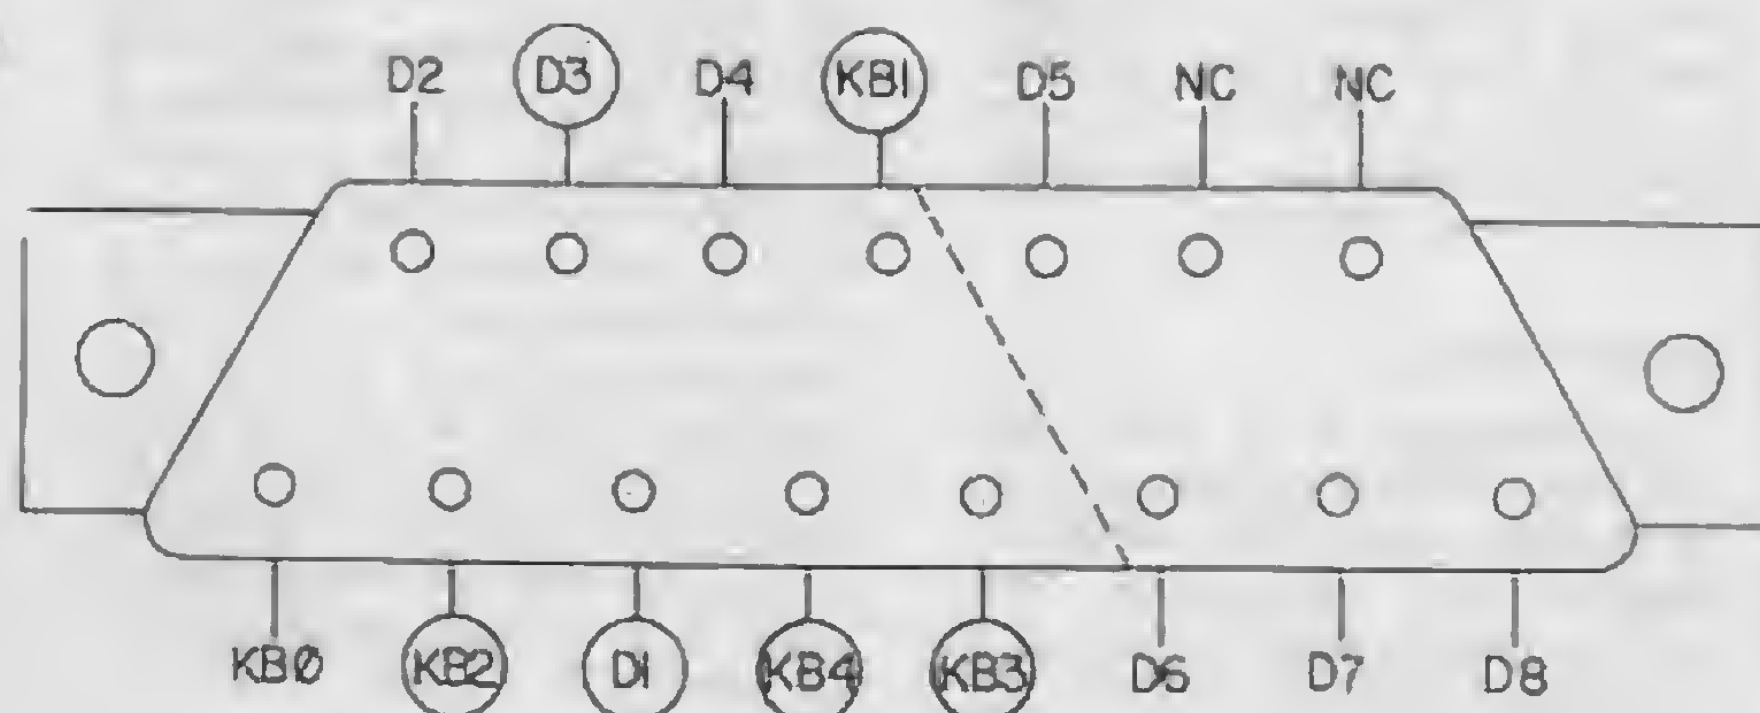 D2 D3 D4 KB1 D5 NC NC
KB0 KB2 D1 KB4 KB3 D6 D7 D8